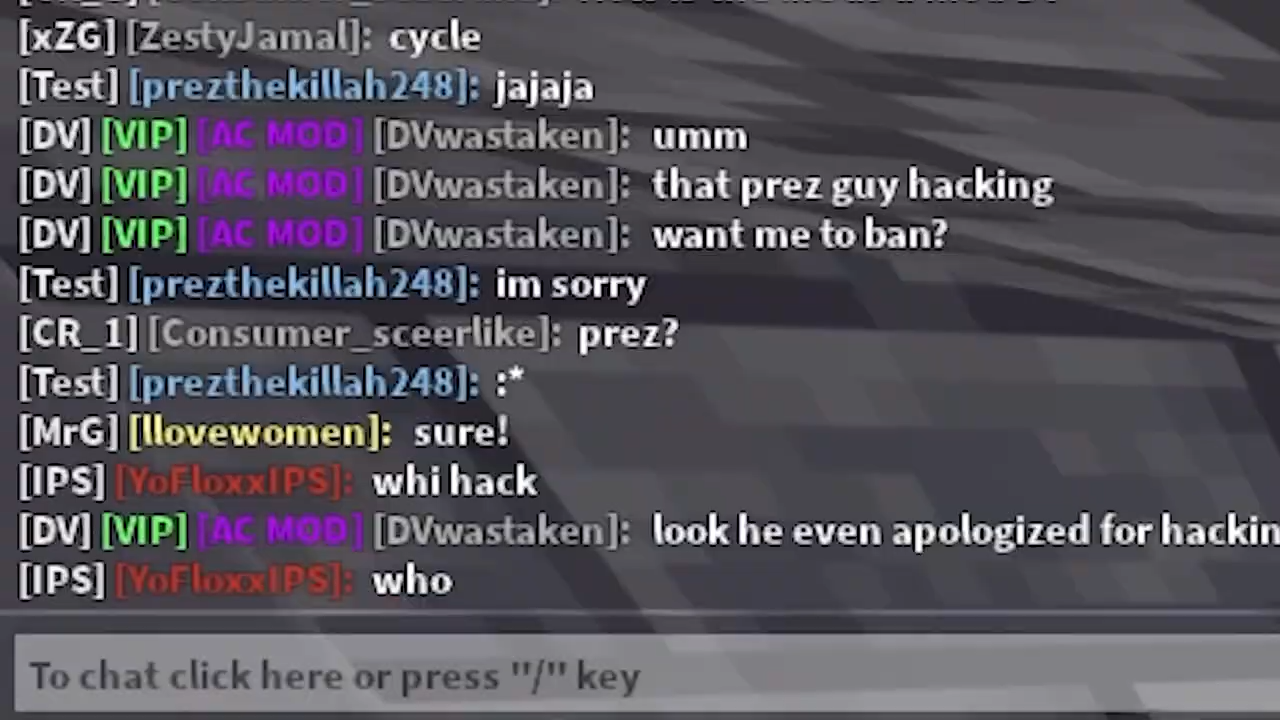 [xZG] [ZestyJamal]: cycle
[Test] [prezthekillah248]: jajaja
[DV] [VIP] [AC MOD] [DVwastaken]: umm
[DV] [VIP] [AC MOD] [DVwastaken]: that prez guy hacking
[DV] [VIP] [AC MOD] [DVwastaken]: want me to ban?
[Test] [prezthekillah248]: im sorry
[CR_1] [Consumer_sceerlike]: prez?
[Test] [prezthekillah248]: :*
[MrG] [llovewomen]: sure!
[IPS] [YoFloxxIPS]: whi hack
[DV] [VIP] [AC MOD] [DVwastaken]: look he even apologized for hackin
[IPS] [YoFloxxIPS]: who
To chat click here or press "/" key